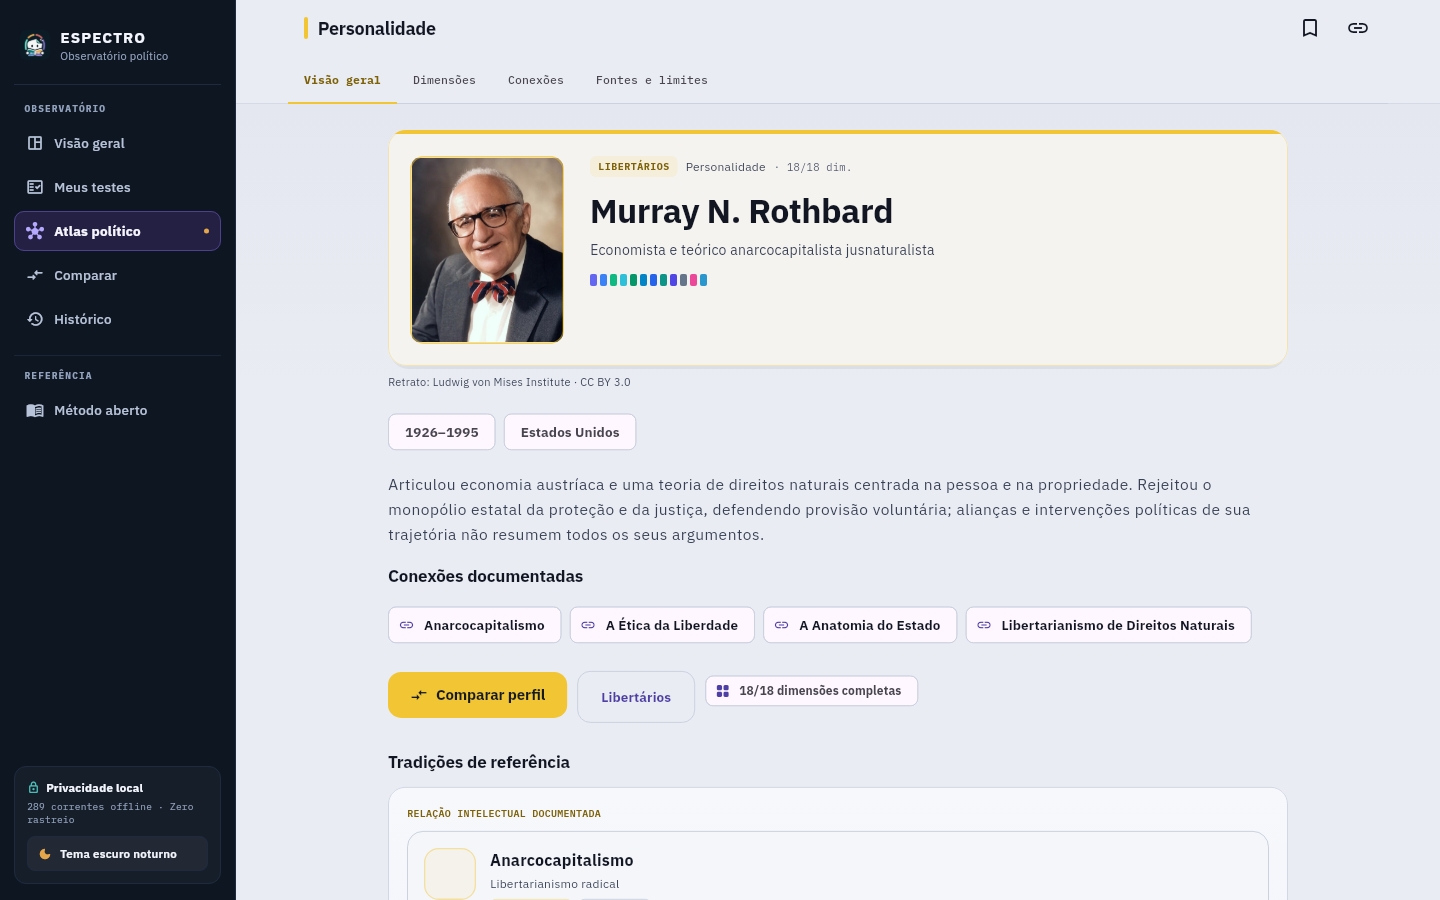 ESPECTRO
Observatório político
OBSERVATÓRIO
Visão geral
Meus testes
Atlas político
Comparar
Histórico
REFERÊNCIA
Método aberto
Privacidade local
289 correntes offline · Zero
rastreio
Tema escuro noturno
Personalidade
Visão geral
Dimensões
Conexões
Fontes e limites
LIBERTÁRIOS Personalidade · 18/18 dim.
Murray N. Rothbard
Economista e teórico anarcocapitalista jusnaturalista
Retrato: Ludwig von Mises Institute · CC BY 3.0
1926–1995
Estados Unidos
Articulou economia austríaca e uma teoria de direitos naturais centrada na pessoa e na propriedade. Rejeitou o
monopólio estatal da proteção e da justiça, defendendo provisão voluntária; alianças e intervenções políticas de sua
trajetória não resumem todos os seus argumentos.
Conexões documentadas
Anarcocapitalismo
A Ética da Liberdade
A Anatomia do Estado
Libertarianismo de Direitos Naturais
Comparar perfil
Libertários
18/18 dimensões completas
Tradições de referência
RELAÇÃO INTELECTUAL DOCUMENTADA
Anarcocapitalismo
Libertarianismo radical